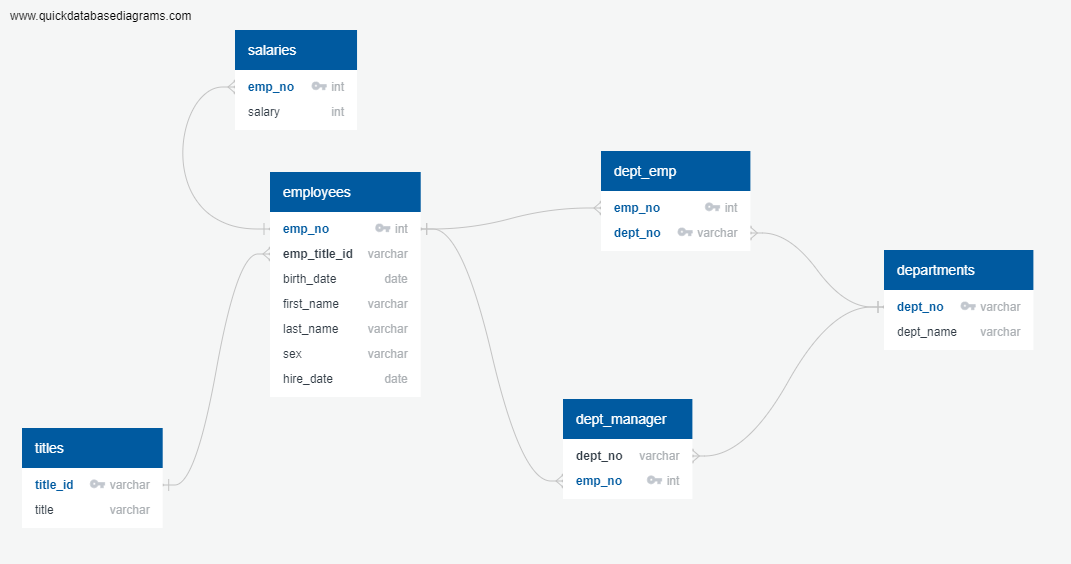 www.quickdatabasediagrams.com
salaries
emp_no int
salary int
employees
emp_no int
emp_title_id varchar
birth_date date
first_name varchar
last_name varchar
sex varchar
hire_date date
dept_emp
emp_no int
dept_no varchar
departments
dept_no varchar
dept_name varchar
dept_manager
dept_no varchar
emp_no int
titles
title_id varchar
title varchar